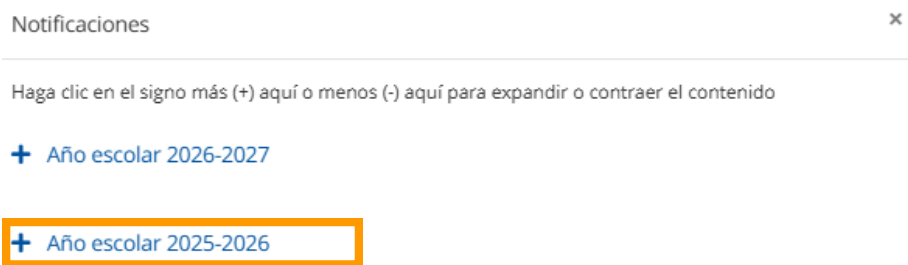 Notificaciones ×
Haga clic en el signo más (+) aquí o menos (-) aquí para expandir o contraer el contenido
+ Año escolar 2026-2027
+ Año escolar 2025-2026